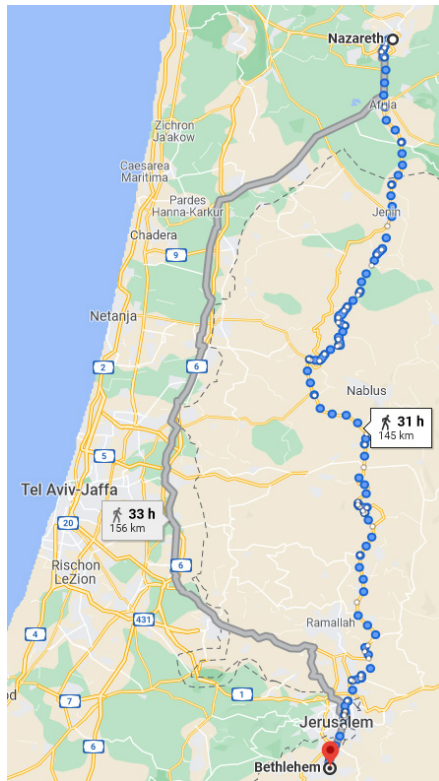 Nazareth
Afula
Zichron
Ja'akow
Caesarea
Maritima
Pardes
Hanna-Karkur
Jenin
Chadera
9
Netanja
2
6
Nablus
31 h
145 km
5
Tel Aviv-Jaffa
33 h
156 km
20
Rischon
LeZion
6
431
Ramallah
4
1
7
Jerusalem
od
6
Bethlehem